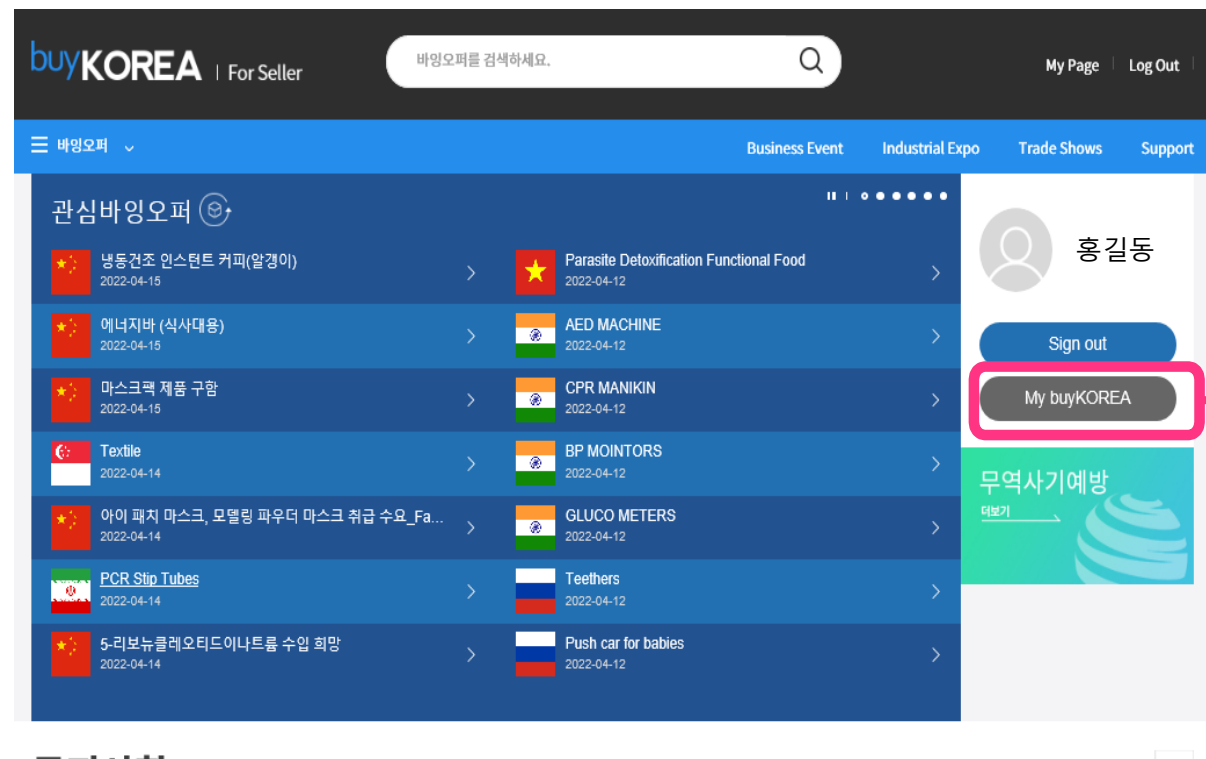 buyKOREA | For Seller
바잉오퍼를 검색하세요.
My Page
Log Out
바잉오퍼
Business Event
Industrial Expo
Trade Shows
Support
관심바잉오퍼
냉동건조 인스턴트 커피(알갱이)
2022-04-15
에너지바 (식사대용)
2022-04-15
마스크팩 제품 구함
2022-04-15
Textile
2022-04-14
아이 패치 마스크, 모델링 파우더 마스크 취급 수요_Fa...
2022-04-14
PCR Stip Tubes
2022-04-14
5-리보뉴클레오티드이나트륨 수입 희망
2022-04-14
Parasite Detoxification Functional Food
2022-04-12
AED MACHINE
2022-04-12
CPR MANIKIN
2022-04-12
BP MOINTORS
2022-04-12
GLUCO METERS
2022-04-12
Teethers
2022-04-12
Push car for babies
2022-04-12
홍길동
Sign out
My buyKOREA
무역사기예방
더보기